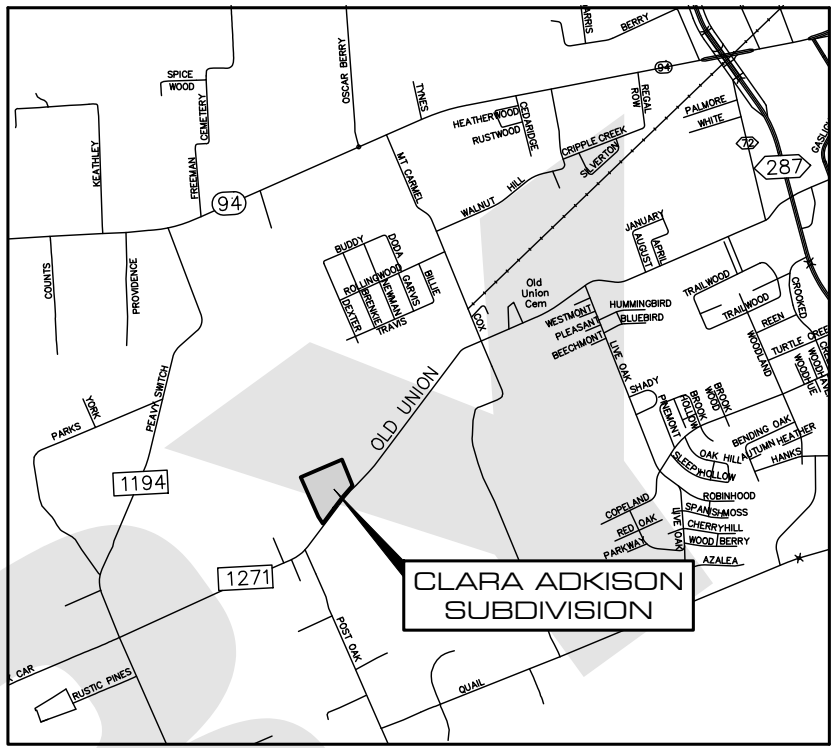 BERRY
SPICE
WOOD
OSCAR BERRY
94
TYNES
CEMETERY
FREEMAN
KEATHLEY
HEATHERWOOD
CEDARIDGE
RUSTWOOD
REGAL
ROW
PALMORE
WHITE
72
287
CRIPPLE CREEK
SILVERTON
MT CARMEL
WALNUT HILL
94
JANUARY
AUGUST
APRIL
COUNTS
PROVIDENCE
BUDDY
DODA
ROLLINGWOOD
GARVIS
BILLIE
NEWMAN
BRENKIE
DEXTER
TRAVIS
Old
Union
Cem
COX
TRAILWOOD
TRAILWOOD
CROOKED
REEN
HUMMINGBIRD
BLUEBIRD
WESTMONT
PLEASANT
BEECHMONT
LIVE OAK
WOODLAND
WOODHUE
PEAVY SWITCH
YORK
PARKS
OLD UNION
SHADY
PINEMONT
HOLLOW
BROOK
BROOK
WOOD
BENDING OAK
AUTUMN HEATHER
HANKS
OAK HILL
SLEEPY HOLLOW
1194
ROBINHOOD
SPANISH MOSS
CHERRYHILL
WOOD BERRY
AZALEA
COPELAND
RED OAK
PARKWAY
LIVE OAK
1271
CLARA ADKISON
SUBDIVISION
POST OAK
QUAIL
CAR
RUSTIC PINES